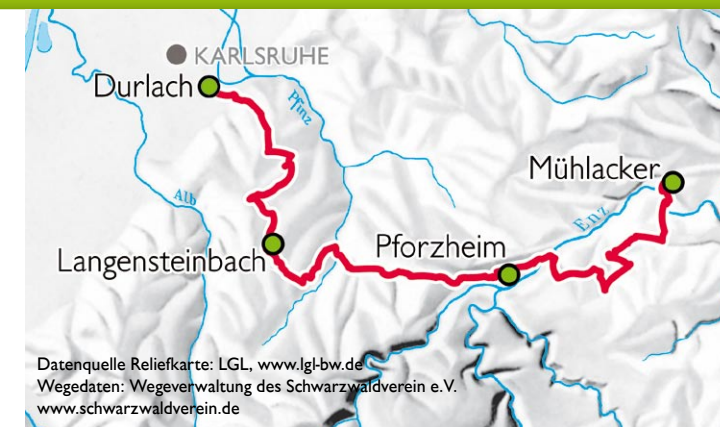 KARLSRUHE
Durlach
Pfinz
Mühlacker
Alb
Enz
Pforzheim
Langensteinbach
Datenquelle Reliefkarte: LGL, www.lgl-bw.de
Wegedaten: Wegeverwaltung des Schwarzwaldverein e.V.
www.schwarzwaldverein.de